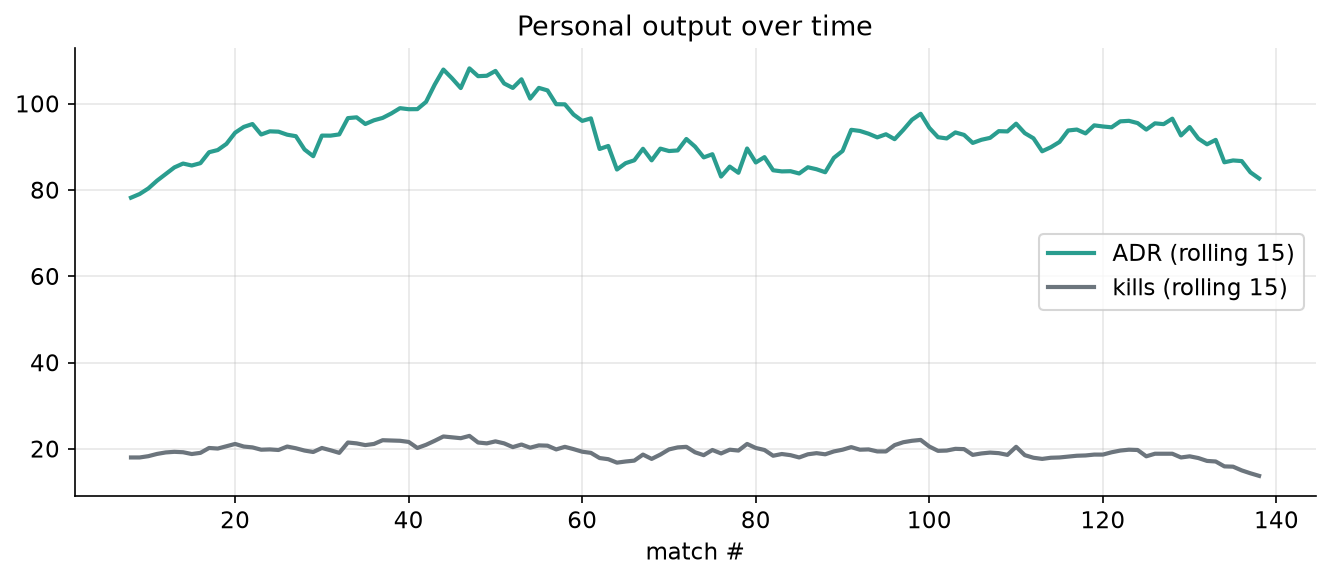 Personal output over time
100
80
60
40
20
ADR (rolling 15)
kills (rolling 15)
20 40 60 80 100 120 140
match #